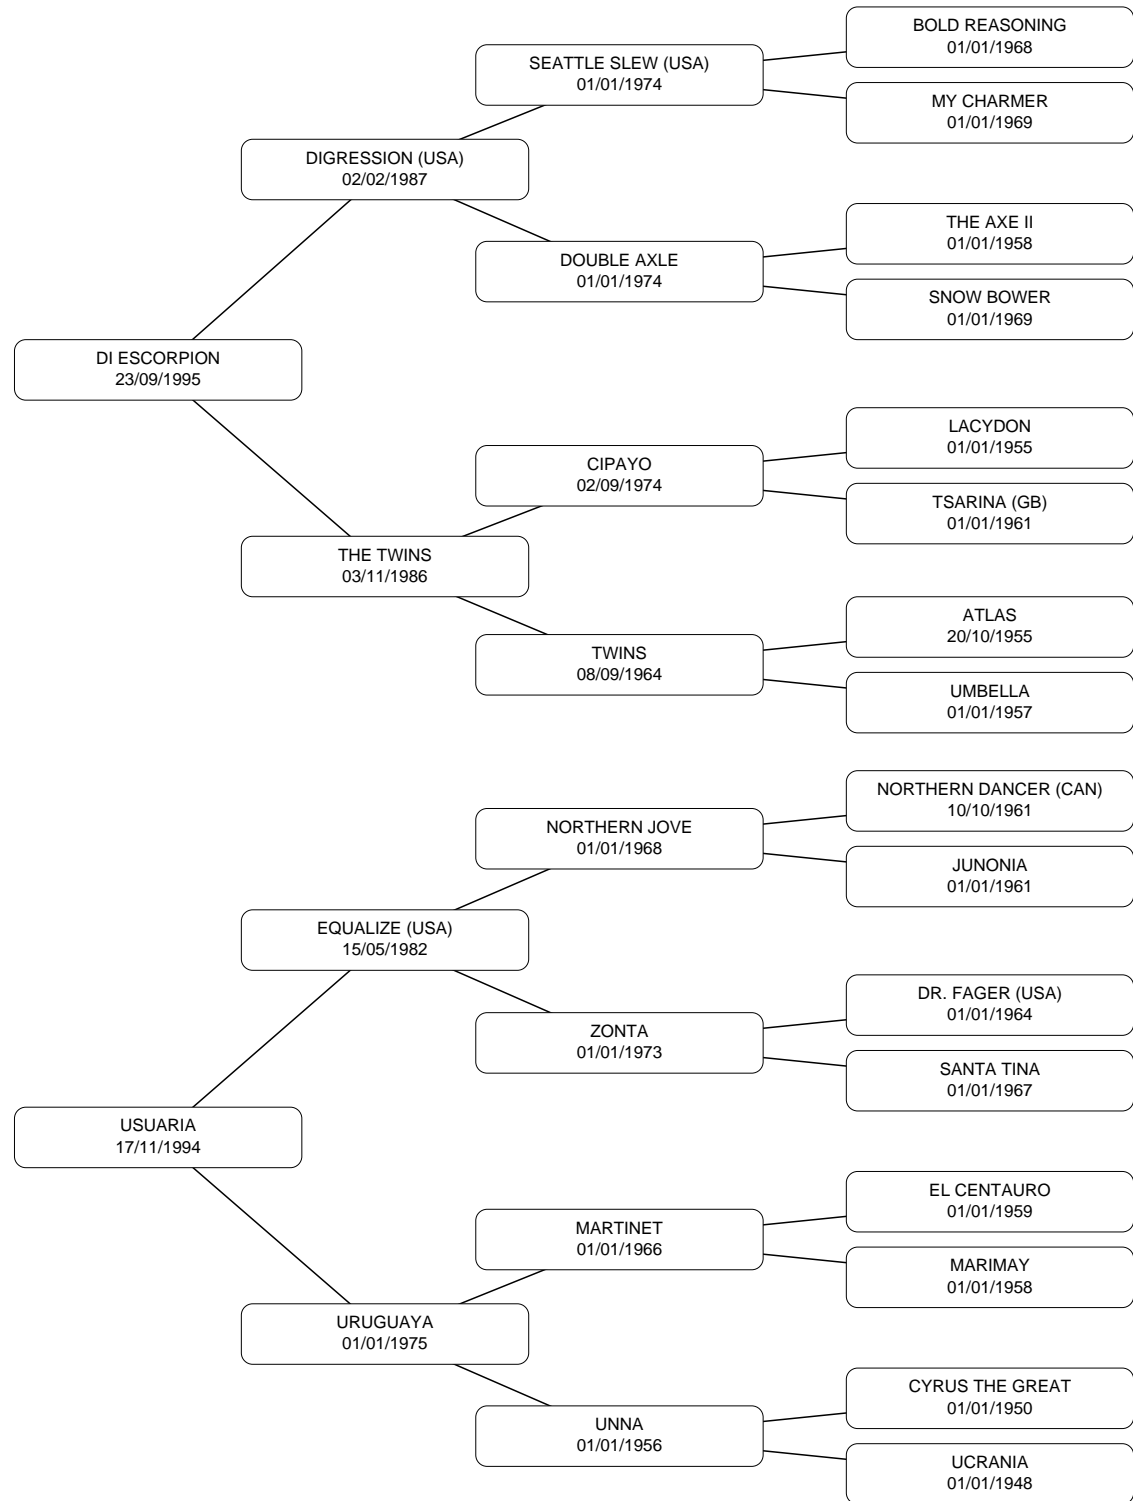 BOLD REASONING
01/01/1968
SEATTLE SLEW (USA)
01/01/1974
MY CHARMER
01/01/1969
DIGRESSION (USA)
02/02/1987
THE AXE II
01/01/1958
DOUBLE AXLE
01/01/1974
SNOW BOWER
01/01/1969
DI ESCORPION
23/09/1995
LACYDON
01/01/1955
CIPAYO
02/09/1974
TSARINA (GB)
01/01/1961
THE TWINS
03/11/1986
ATLAS
20/10/1955
TWINS
08/09/1964
UMBELLA
01/01/1957
NORTHERN DANCER (CAN)
10/10/1961
NORTHERN JOVE
01/01/1968
JUNONIA
01/01/1961
EQUALIZE (USA)
15/05/1982
DR. FAGER (USA)
01/01/1964
ZONTA
01/01/1973
SANTA TINA
01/01/1967
USUARIA
17/11/1994
EL CENTAURO
01/01/1959
MARTINET
01/01/1966
MARIMAY
01/01/1958
URUGUAYA
01/01/1975
CYRUS THE GREAT
01/01/1950
UNNA
01/01/1956
UCRANIA
01/01/1948